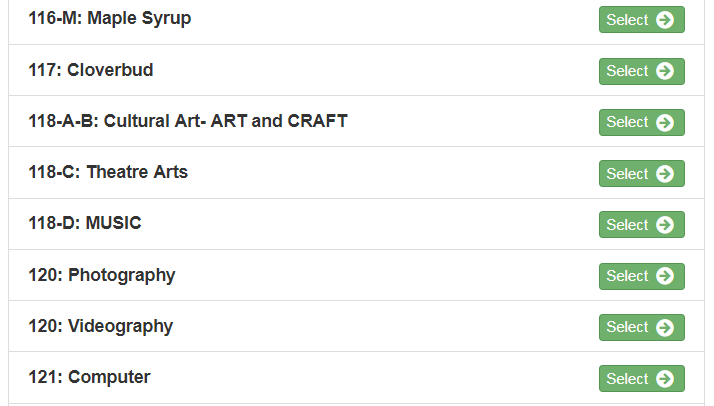 116-M: Maple Syrup Select
117: Cloverbud Select
118-A-B: Cultural Art- ART and CRAFT Select
118-C: Theatre Arts Select
118-D: MUSIC Select
120: Photography Select
120: Videography Select
121: Computer Select